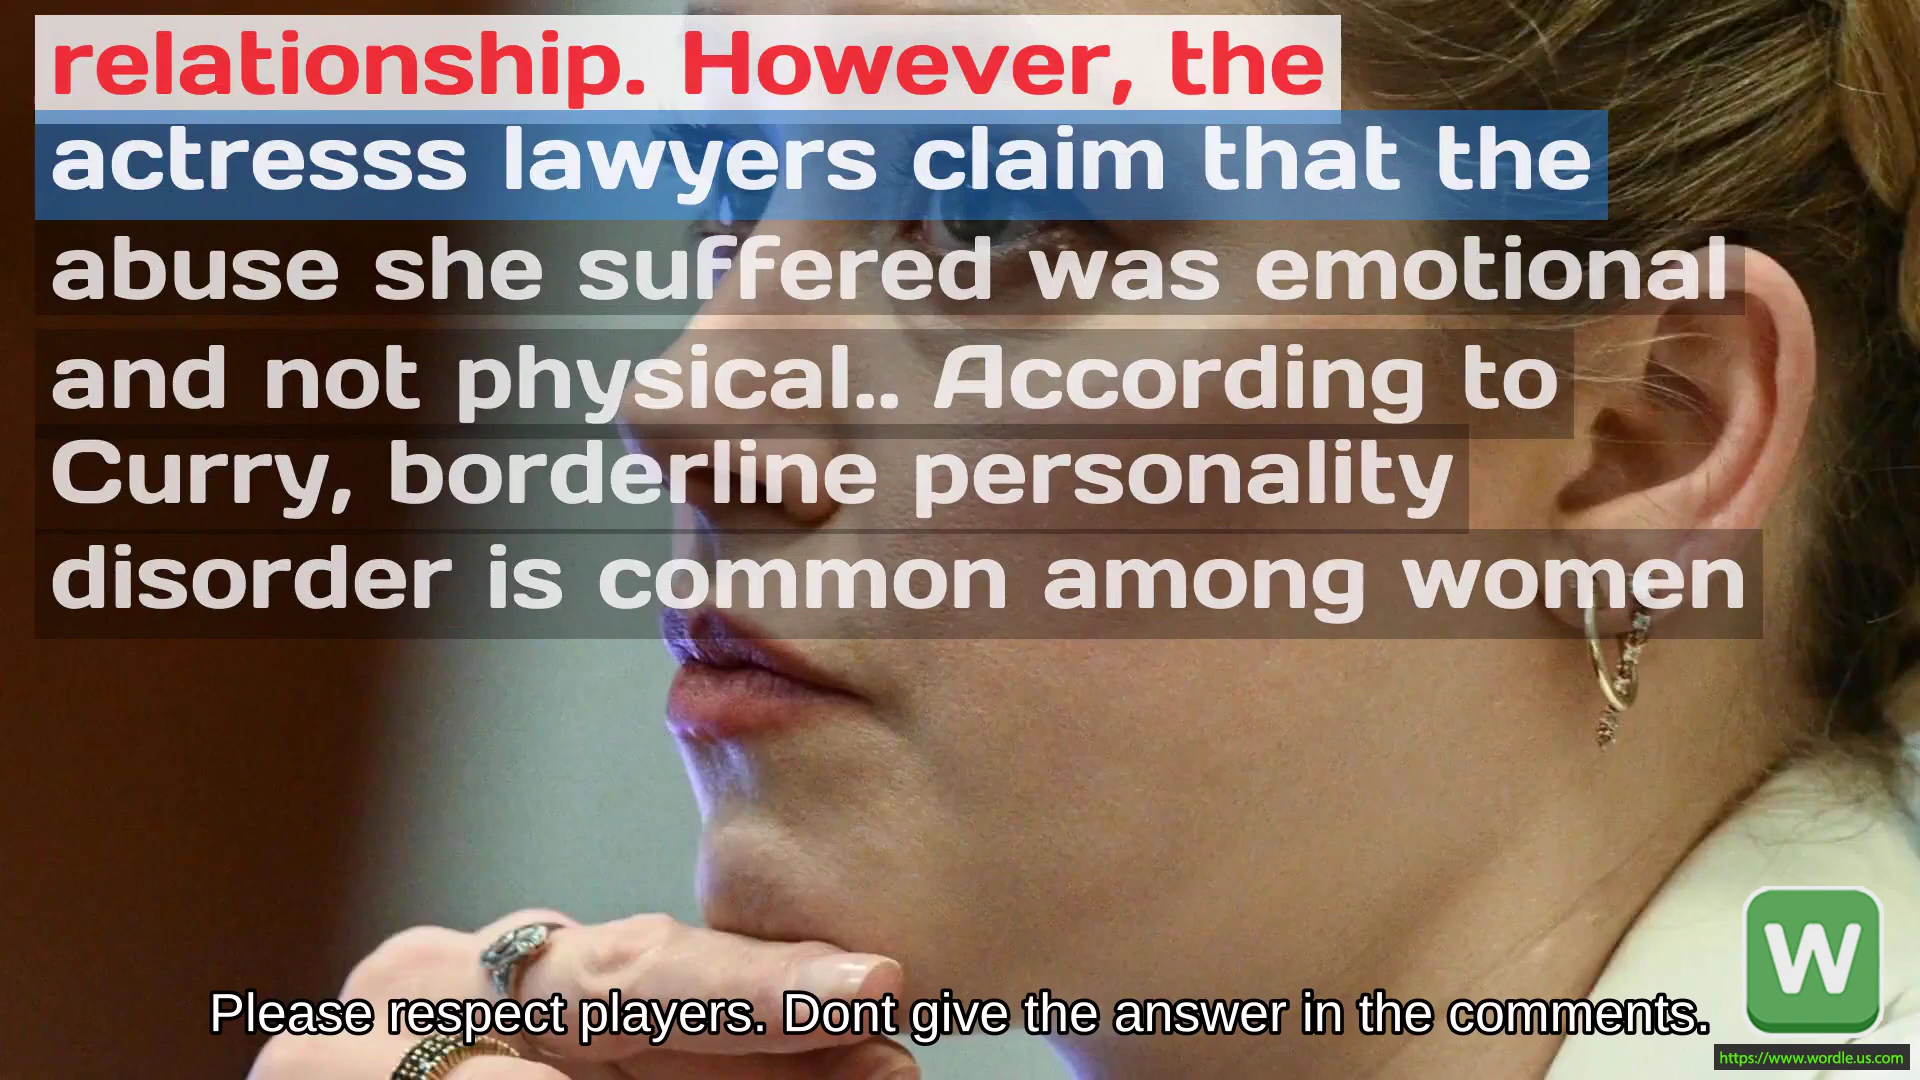 relationship. However, the
actresss lawyers claim that the
abuse she suffered was emotional
and not physical.. According to
Curry, borderline personality
disorder is common among women
W
Please respect players. Dont give the answer in the comments.
https://www.wordle.us.com